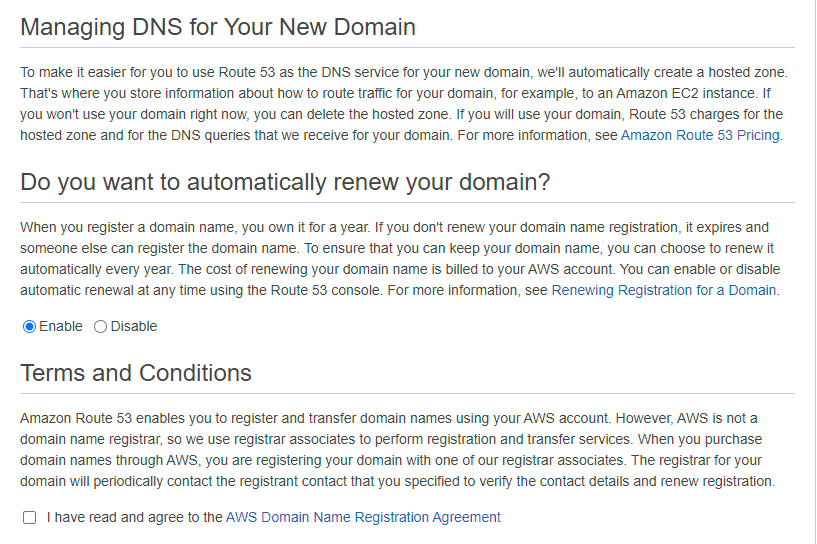 Managing DNS for Your New Domain
To make it easier for you to use Route 53 as the DNS service for your new domain, we'll automatically create a hosted zone.
That's where you store information about how to route traffic for your domain, for example, to an Amazon EC2 instance. If
you won't use your domain right now, you can delete the hosted zone. If you will use your domain, Route 53 charges for the
hosted zone and for the DNS queries that we receive for your domain. For more information, see Amazon Route 53 Pricing.
Do you want to automatically renew your domain?
When you register a domain name, you own it for a year. If you don't renew your domain name registration, it expires and
someone else can register the domain name. To ensure that you can keep your domain name, you can choose to renew it
automatically every year. The cost of renewing your domain name is billed to your AWS account. You can enable or disable
automatic renewal at any time using the Route 53 console. For more information, see Renewing Registration for a Domain.
Enable Disable
Terms and Conditions
Amazon Route 53 enables you to register and transfer domain names using your AWS account. However, AWS is not a
domain name registrar, so we use registrar associates to perform registration and transfer services. When you purchase
domain names through AWS, you are registering your domain with one of our registrar associates. The registrar for your
domain will periodically contact the registrant contact that you specified to verify the contact details and renew registration.
I have read and agree to the AWS Domain Name Registration Agreement